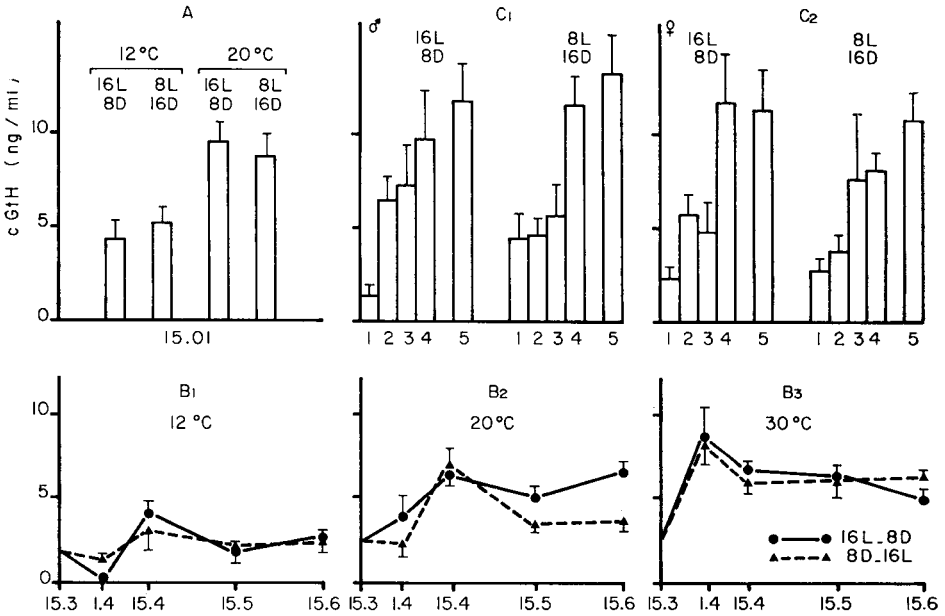 A
C1
C2
cGtH (ng/ml,
12°C
20°C
16L 8L 16L 8L
8D 16D 8D 16D
10
5
0
15.01
♂
16L
8D
8L
16D
1 2 3 4 5
1 2 3 4 5
♀
16L
8D
8L
16D
1 2 3 4 5
1 2 3 4 5
B1
12 °C
10
5
0
15.3 1.4 15.4 15.5 15.6
B2
20°C
15.3 1.4 15.4 15.5 15.6
B3
30°C
16L_8D
8D_16L
15.3 1.4 15.4 15.5 15.6